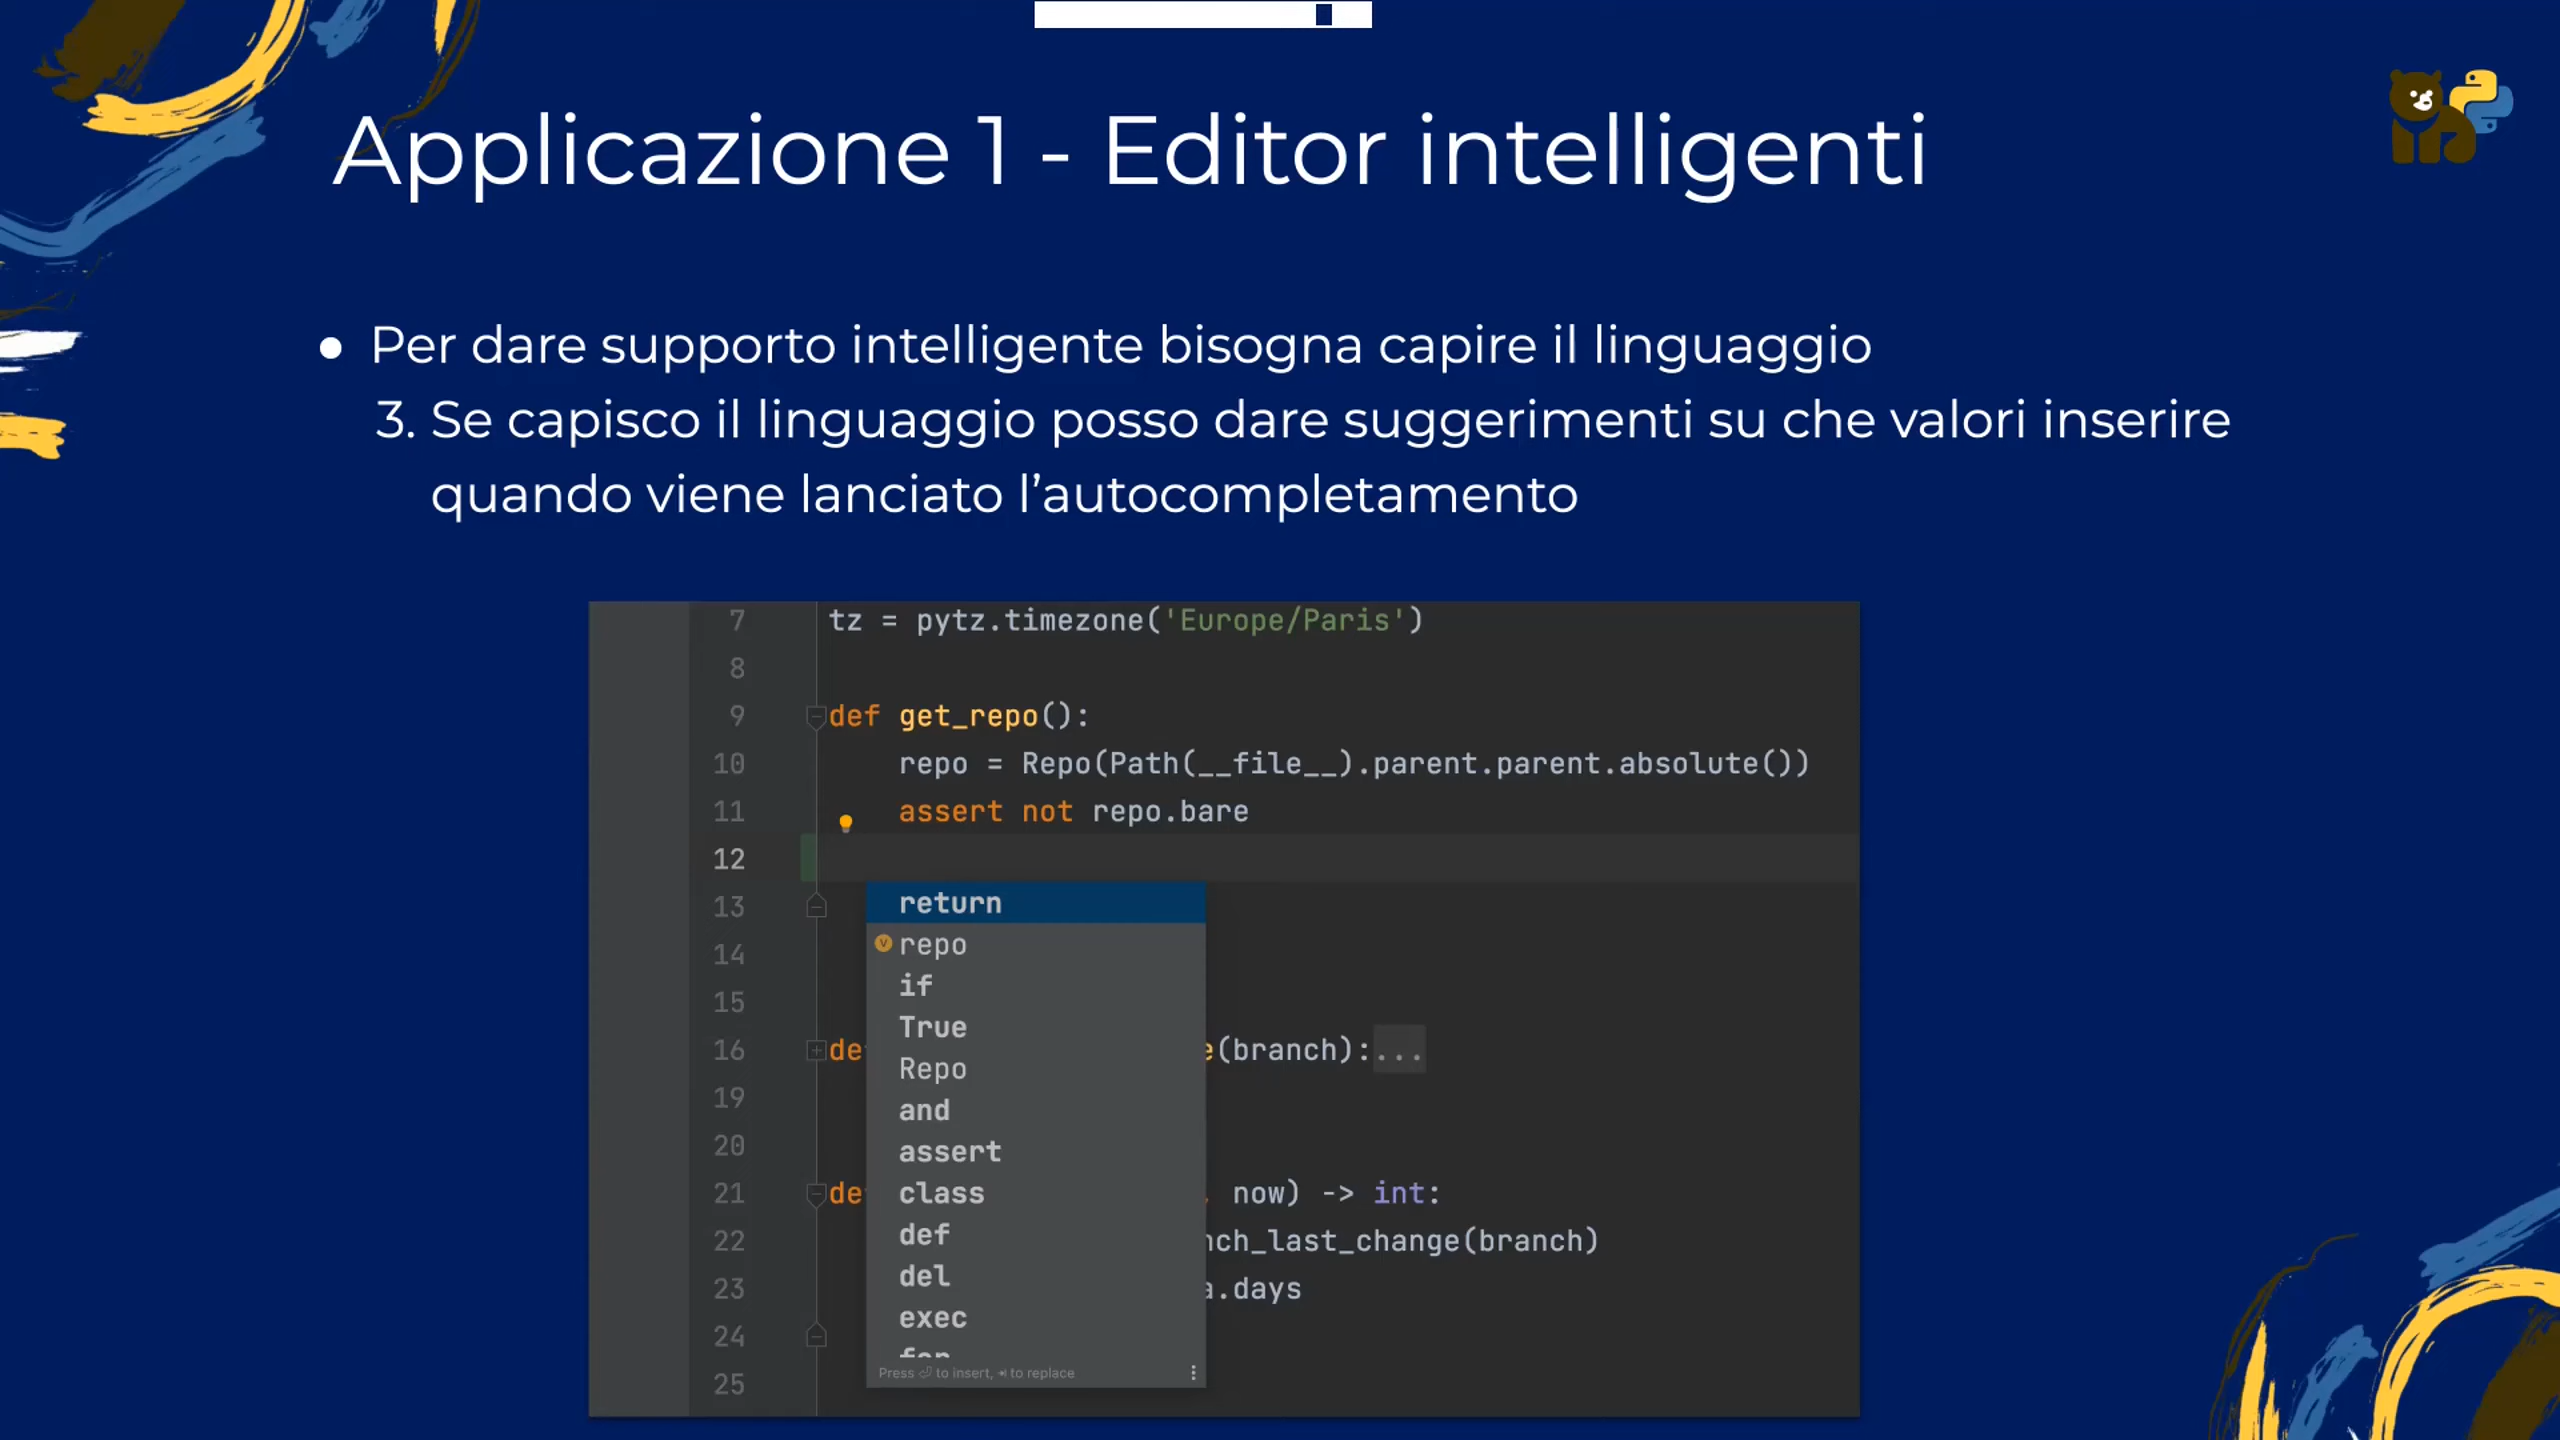 Applicazione 1 - Editor intelligenti
● Per dare supporto intelligente bisogna capire il linguaggio
3. Se capisco il linguaggio posso dare suggerimenti su che valori inserire
quando viene lanciato l’autocompletamento
7 tz = pytz.timezone('Europe/Paris')
8
9 def get_repo():
10 repo = Repo(Path(__file__).parent.parent.absolute())
11 assert not repo.bare
12
13 return
repo
14
if
15
True
16 de e(branch):...
Repo
19
and
20 assert
21 de class , now) -> int:
22 def nch_last_change(branch)
23 del a.days
exec
24
for
Press ⏎ to insert, ⇥ to replace
25